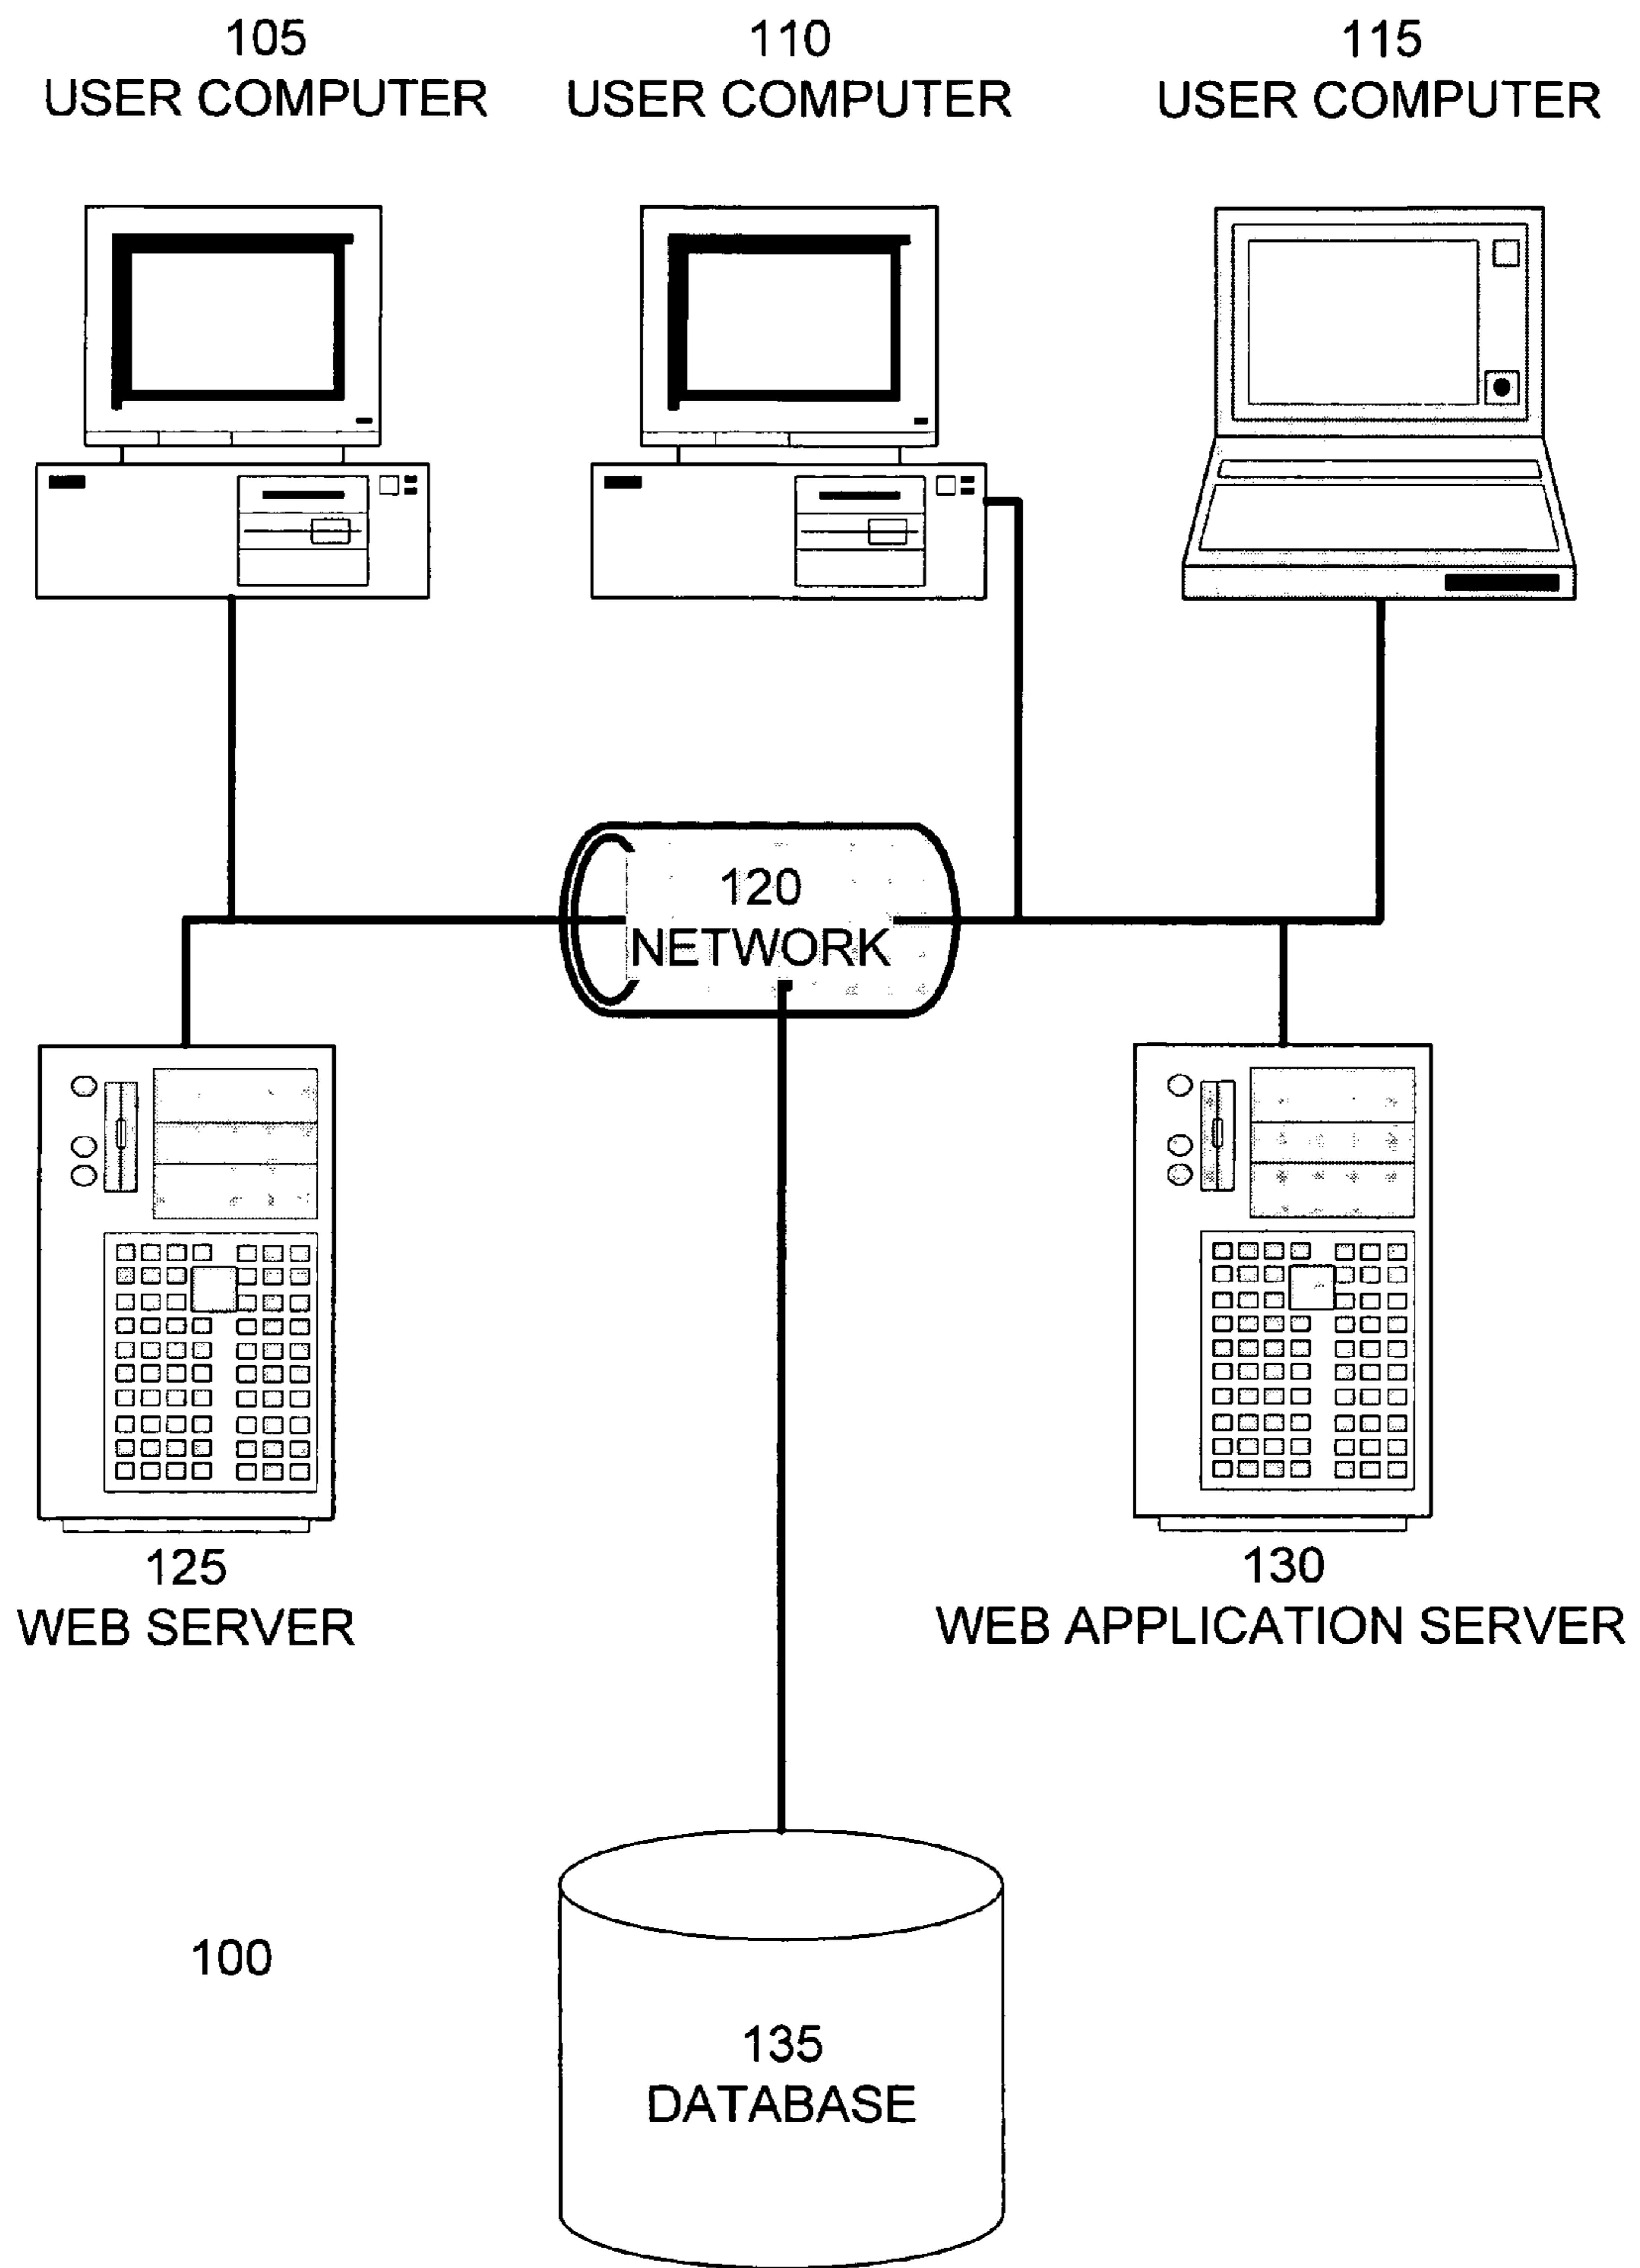 105
USER COMPUTER
110
USER COMPUTER
115
USER COMPUTER
120
NETWORK
125
WEB SERVER
130
WEB APPLICATION SERVER
100
135
DATABASE